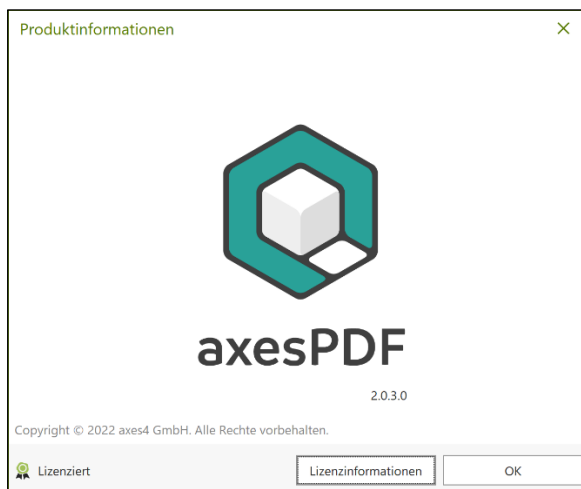 Produktinformationen
axesPDF
2.0.3.0
Copyright © 2022 axes4 GmbH. Alle Rechte vorbehalten.
Lizenziert
Lizenzinformationen
OK